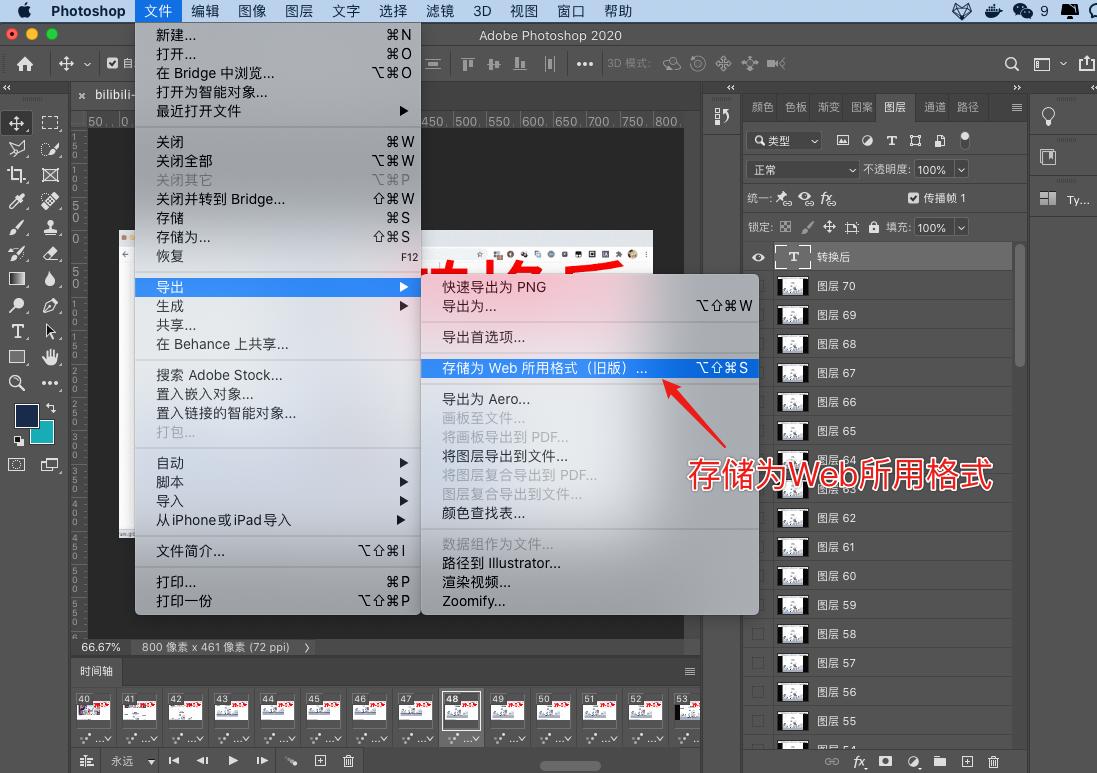 Photoshop 文件 编辑 图像 图层 文字 选择 滤镜 3D 视图 窗口 帮助 9
Adobe Photoshop 2020
3D 模式:
bilibili-
50 0 450 500 550 600 650 700 750 800
新建... ⌘N
打开... ⌘O
在 Bridge 中浏览... ⌥⌘O
打开为智能对象...
最近打开文件
关闭 ⌘W
关闭全部 ⌥⌘W
关闭其它 ⌥⌘P
关闭并转到 Bridge... ⇧⌘W
存储 ⌘S
存储为... ⇧⌘S
恢复 F12
导出
生成
共享...
在 Behance 上共享...
搜索 Adobe Stock...
置入嵌入对象...
置入链接的智能对象...
打包...
自动
脚本
导入
从iPhone或iPad导入
文件简介... ⌥⇧⌘I
打印... ⌘P
打印一份 ⌥⇧⌘P
快速导出为 PNG
导出为... ⌥⇧⌘W
导出首选项...
存储为 Web 所用格式（旧版）... ⌥⇧⌘S
导出为 Aero...
画板至文件...
将画板导出到 PDF...
将图层导出到文件...
将图层复合导出到 PDF...
图层复合导出到文件...
颜色查找表...
数据组作为文件...
路径到 Illustrator...
渲染视频...
Zoomify...
存储为Web所用格式
颜色 色板 渐变 图案 图层 通道 路径
类型
正常 不透明度: 100%
统一: 传播帧 1
锁定: 填充: 100%
转换后
图层 70
图层 69
图层 68
图层 67
图层 66
图层 65
图层 64
图层 63
图层 62
图层 61
图层 60
图层 59
图层 58
图层 57
图层 56
图层 55
Ty...
66.67% 800 像素 x 461 像素 (72 ppi)
时间轴
40 41 42 43 44 45 46 47 48 49 50 51 52 53
永远